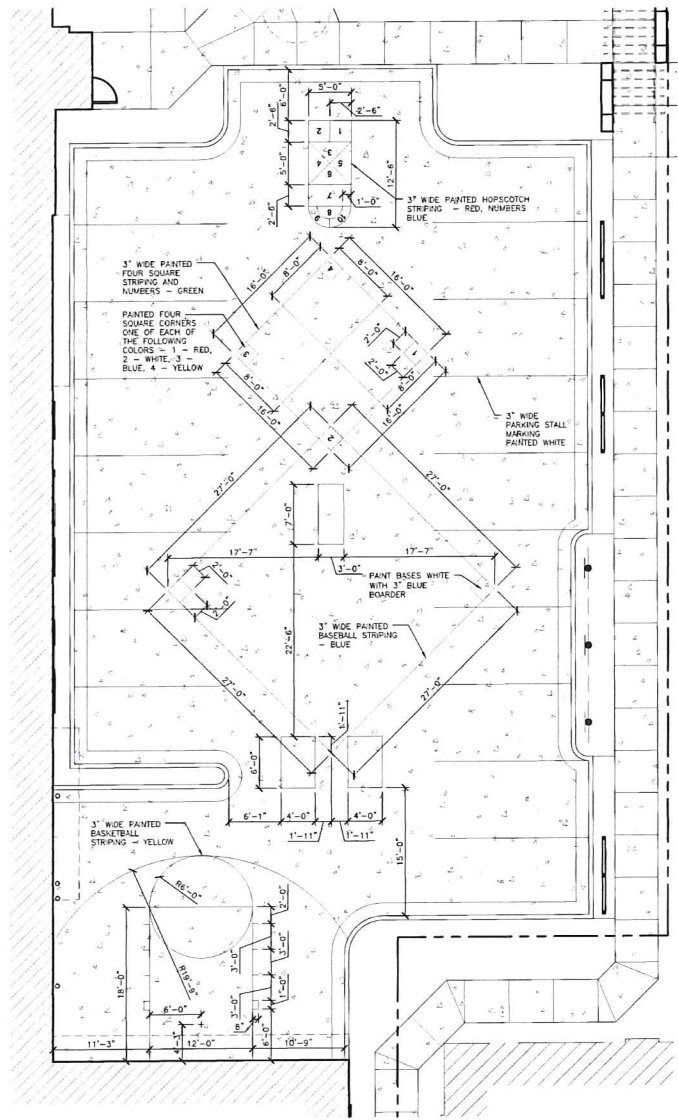 5'-0"
6'-0"
2'-6"
2'-6"
2
1
3
5'-0"
4
5
6
12'-6"
7
2'-6"
8
1'-0"
9
10
3" WIDE PAINTED HOPSCOTCH
STRIPING – RED, NUMBERS
BLUE
3" WIDE PAINTED
FOUR SQUARE
STRIPING AND
NUMBERS – GREEN
16'-0"
8'-0"
4
8'-0"
16'-0"
PAINTED FOUR
SQUARE CORNERS
ONE OF EACH OF
THE FOLLOWING
COLORS – 1 – RED,
2 – WHITE, 3 –
BLUE, 4 – YELLOW
3
2'-0"
1
2'-0"
8'-0"
16'-0"
8'-0"
16'-0"
2
3" WIDE
PARKING STALL
MARKING
PAINTED WHITE
27'-0"
27'-0"
7'-0"
17'-7"
17'-7"
3'-0"
2'-0"
2'-0"
PAINT BASES WHITE
WITH 3" BLUE
BOARDER
22'-6"
3" WIDE PAINTED
BASEBALL STRIPING
– BLUE
27'-0"
27'-0"
1'-11"
6'-0"
6'-1"
4'-0"
4'-0"
1'-11"
1'-11"
15'-0"
3" WIDE PAINTED
BASKETBALL
STRIPING – YELLOW
R6'-0"
R19'-9"
18'-0"
2'-0"
3'-0"
3'-0"
3'-0"
1'-0"
6'-0"
4'-3"
8"
6'-0"
11'-3"
12'-0"
10'-9"